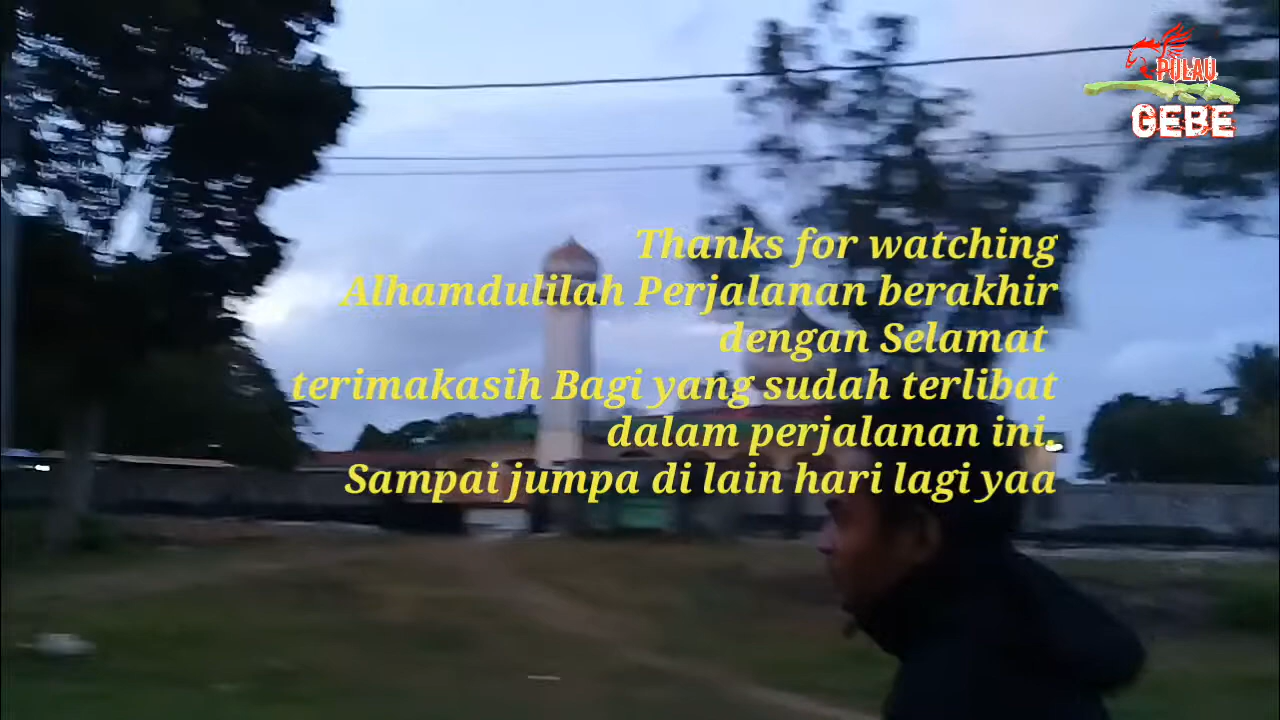 PULAU
GEBE
Thanks for watching
Alhamdulilah Perjalanan berakhir
dengan Selamat
terimakasih Bagi yang sudah terlibat
dalam perjalanan ini.
Sampai jumpa di lain hari lagi yaa